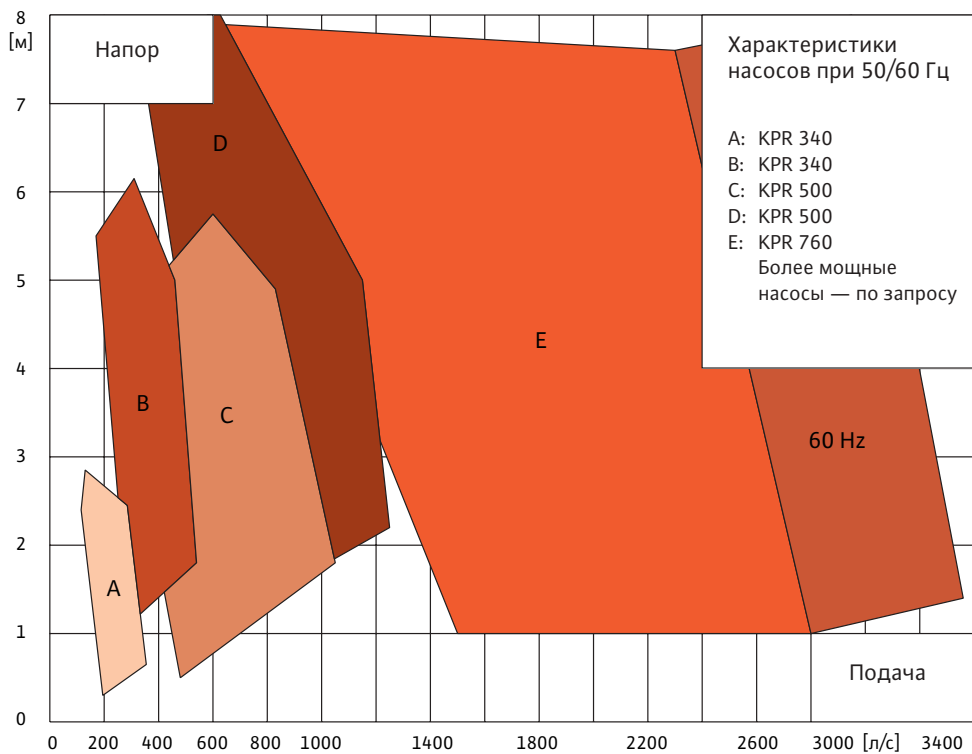 8
[м]
Напор
Характеристики
насосов при 50/60 Гц
7
D
A: KPR 340
B: KPR 340
6
C: KPR 500
D: KPR 500
E: KPR 760
Более мощные
насосы — по запросу
5
E
4
B
C
60 Hz
3
2
A
1
Подача
0
0 200 400 600 800 1000 1400 1800 2200 2600 3000 [л/с] 3400